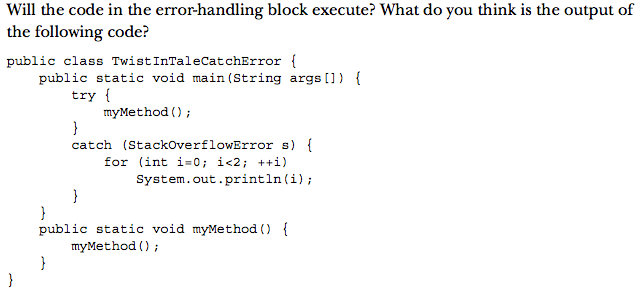 Will the code in the error-handling block execute? What do you think is the output of
the following code?
public class TwistInTaleCatchError {
    public static void main(String args[]) {
        try {
            myMethod();
        }
        catch (StackOverflowError s) {
            for (int i=0; i<2; ++i)
                System.out.println(i);
        }
    }
    public static void myMethod() {
        myMethod();
    }
}